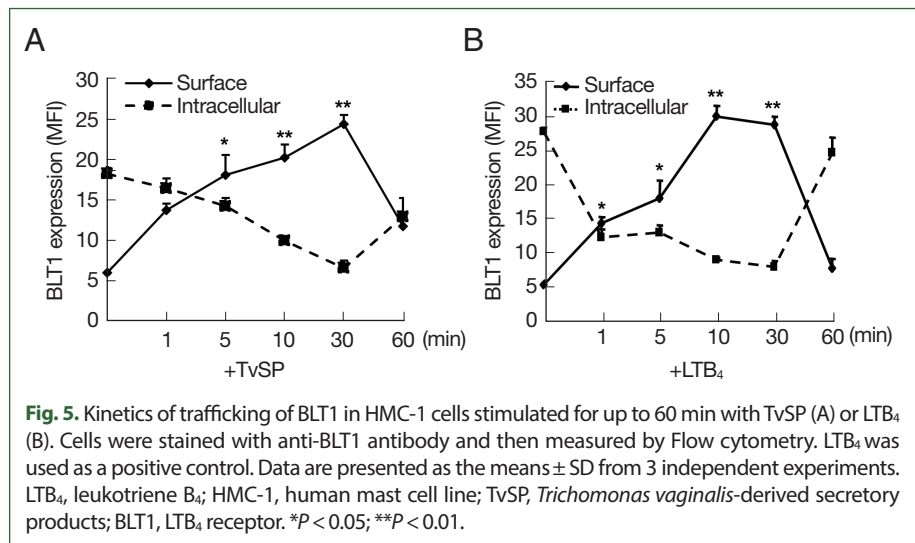 A
30
25
20
15
10
5
0
BLT1 expression (MFI)
Surface
Intracellular
*
**
**
1 5 10 30 60 (min)
+TvSP
B
35
30
25
20
15
10
5
0
BLT1 expression (MFI)
Surface
Intracellular
*
*
**
**
1 5 10 30 60 (min)
+LTB₄
Fig. 5. Kinetics of trafficking of BLT1 in HMC-1 cells stimulated for up to 60 min with TvSP (A) or LTB₄
(B). Cells were stained with anti-BLT1 antibody and then measured by Flow cytometry. LTB₄ was
used as a positive control. Data are presented as the means ± SD from 3 independent experiments.
LTB₄, leukotriene B₄; HMC-1, human mast cell line; TvSP, Trichomonas vaginalis-derived secretory
products; BLT1, LTB₄ receptor. *P < 0.05; **P < 0.01.